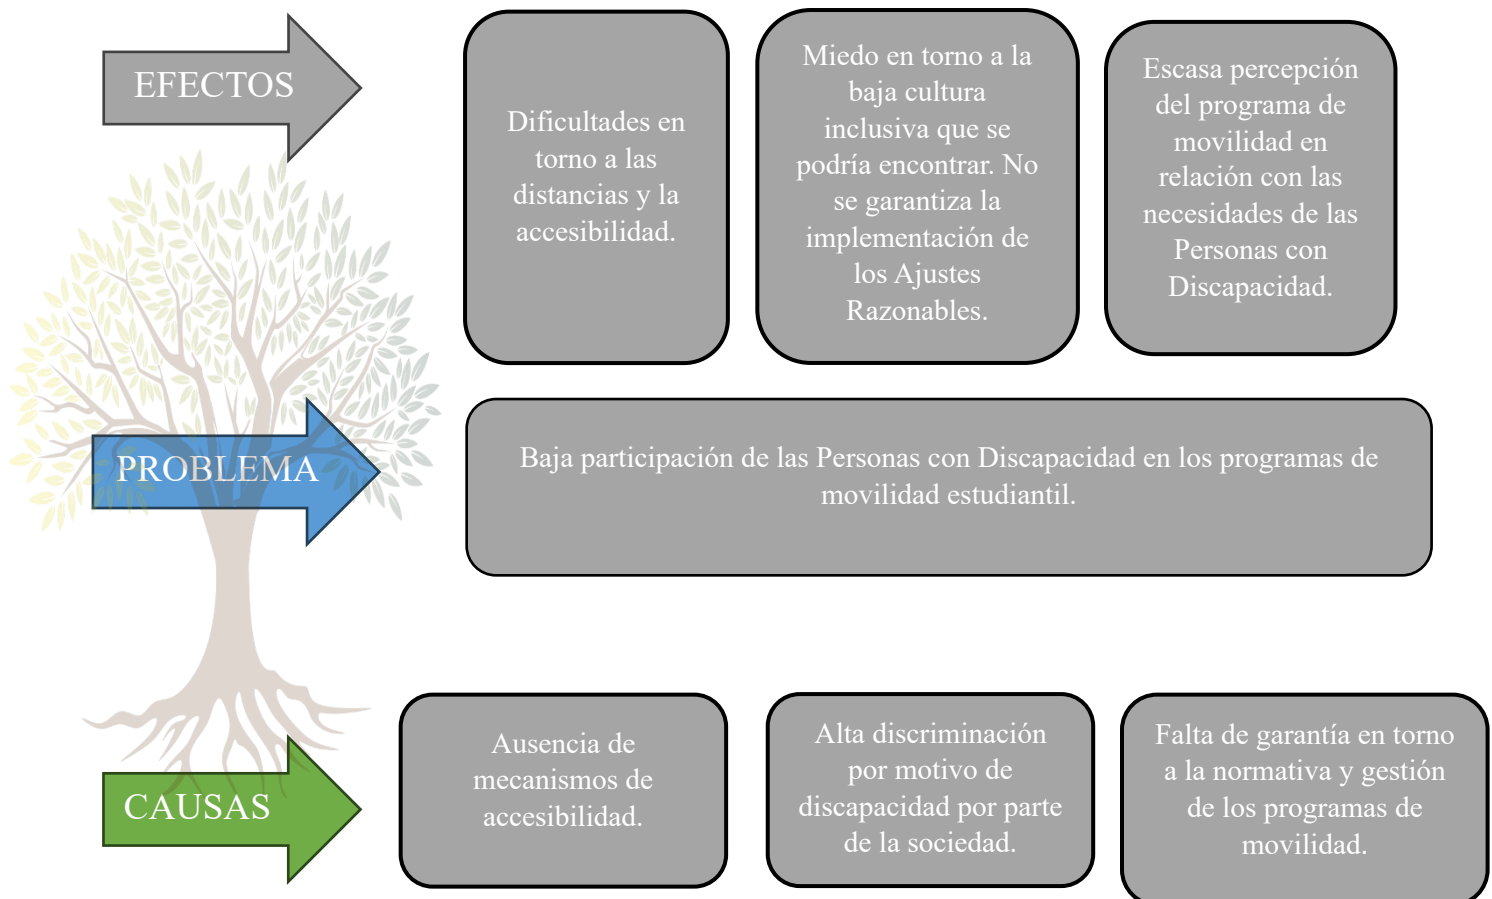 EFECTOS
Dificultades en
torno a las
distancias y la
accesibilidad.
Miedo en torno a la
baja cultura
inclusiva que se
podría encontrar. No
se garantiza la
implementación de
los Ajustes
Razonables.
Escasa percepción
del programa de
movilidad en
relación con las
necesidades de las
Personas con
Discapacidad.
PROBLEMA
Baja participación de las Personas con Discapacidad en los programas de
movilidad estudiantil.
CAUSAS
Ausencia de
mecanismos de
accesibilidad.
Alta discriminación
por motivo de
discapacidad por parte
de la sociedad.
Falta de garantía en torno
a la normativa y gestión
de los programas de
movilidad.